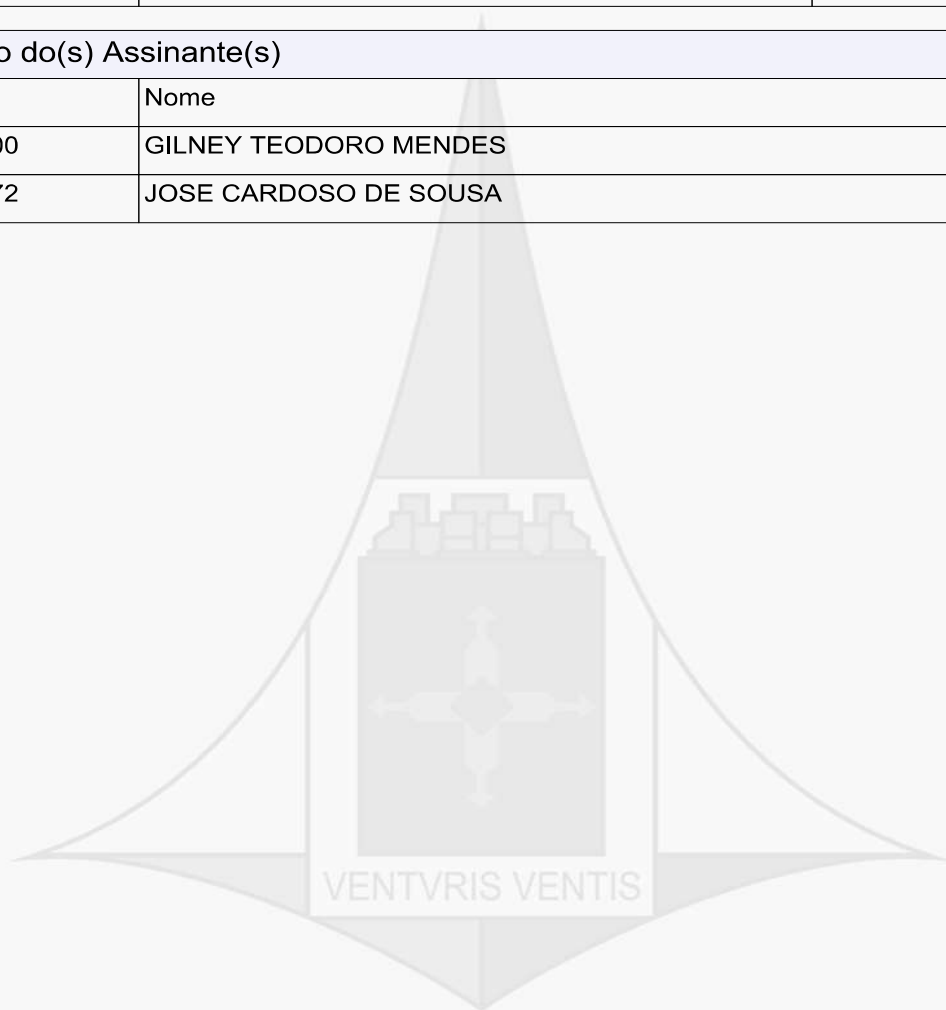 o do(s) Assinante(s)
Nome
00 GILNEY TEODORO MENDES
72 JOSE CARDOSO DE SOUSA
VENTVRIS VENTIS